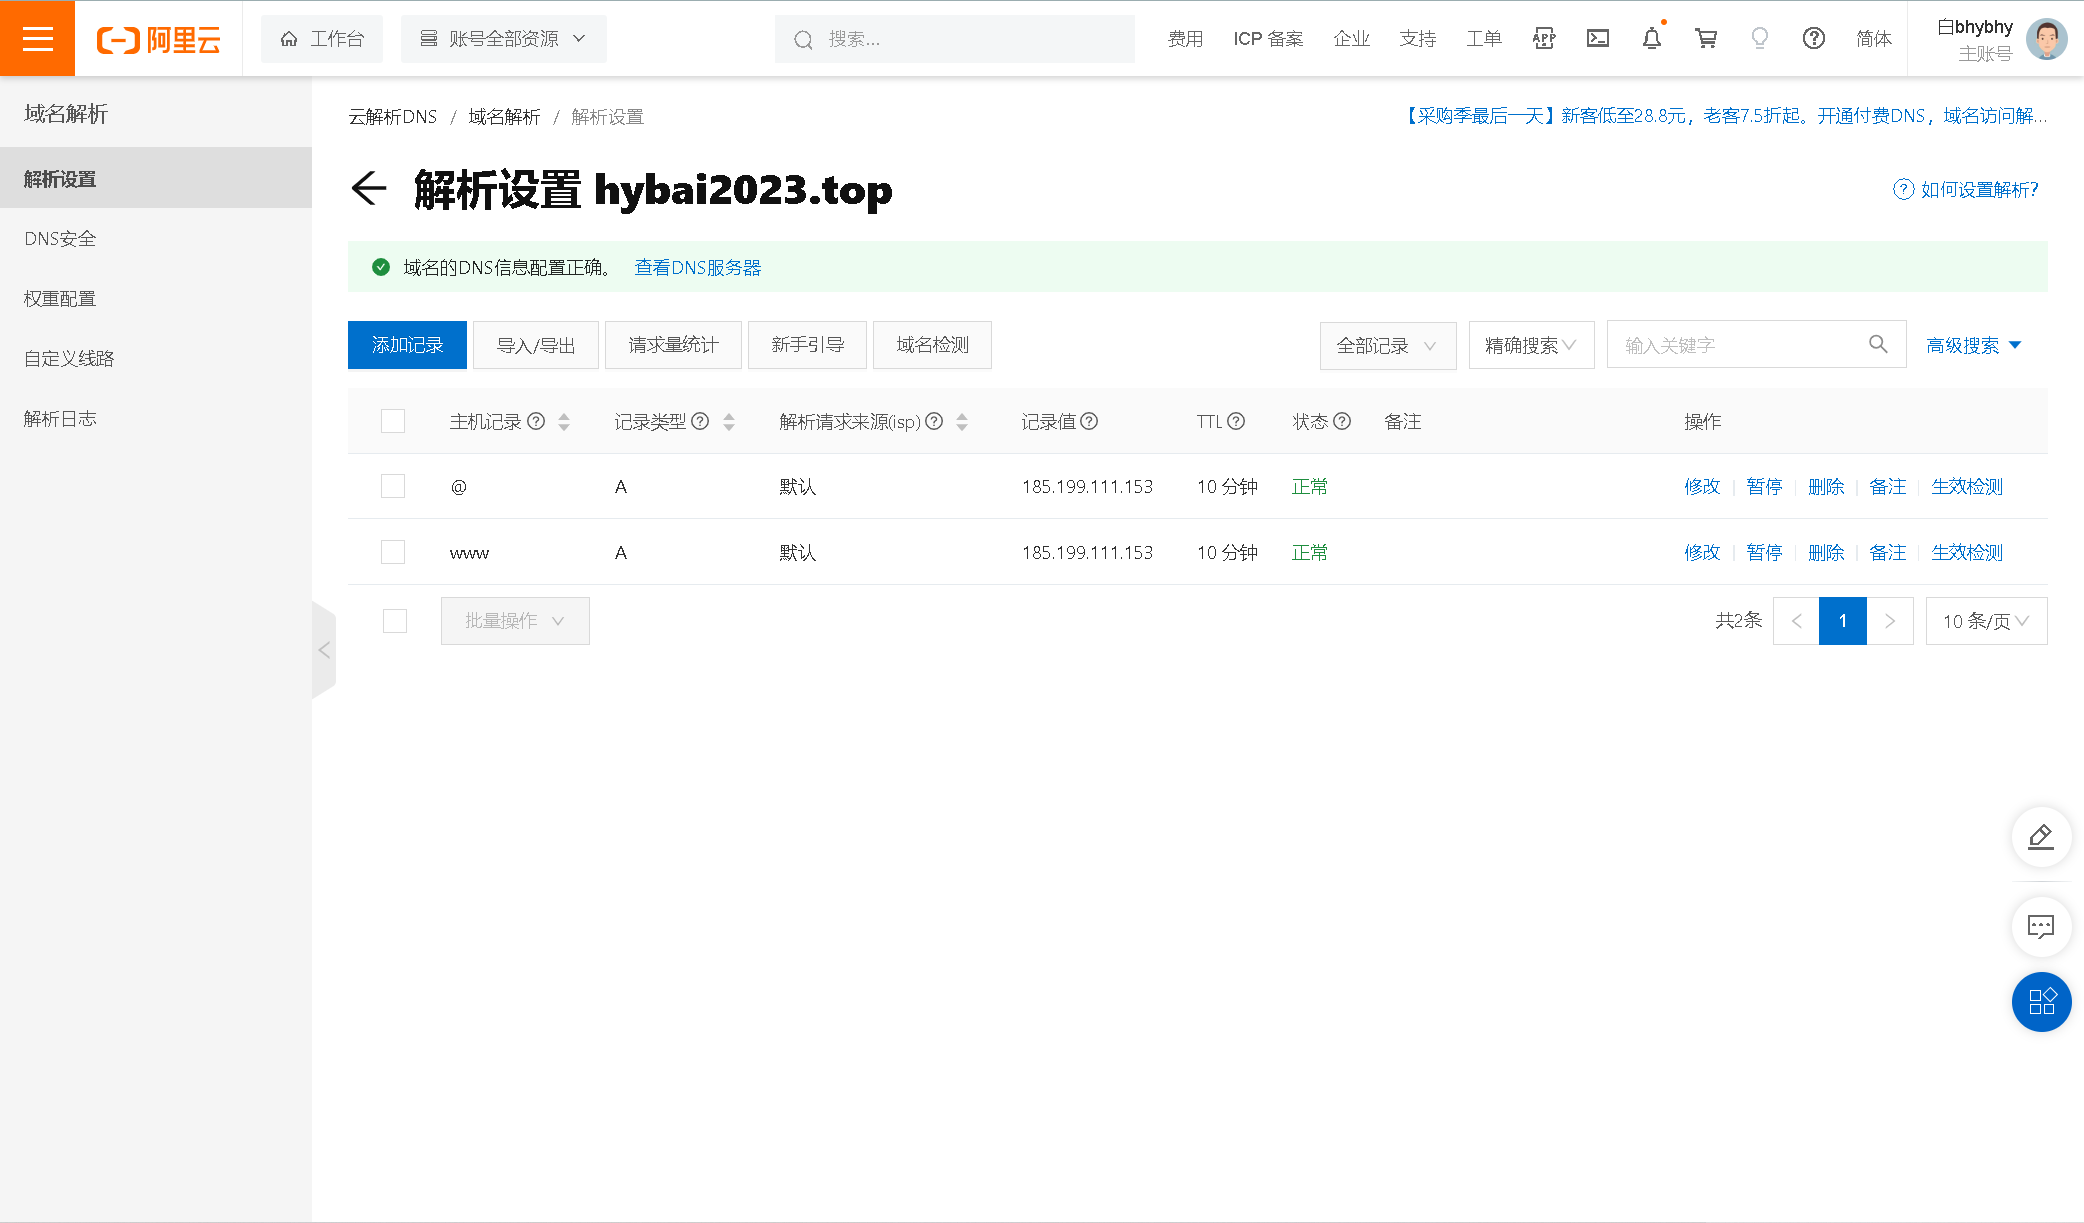 阿里云
工作台
账号全部资源
搜索...
费用
ICP 备案
企业
支持
工单
APP
简体
白bhybhy
主账号
域名解析
解析设置
DNS安全
权重配置
自定义线路
解析日志
云解析DNS / 域名解析 / 解析设置
【采购季最后一天】新客低至28.8元，老客7.5折起。开通付费DNS，域名访问解...
解析设置 hybai2023.top
如何设置解析?
域名的DNS信息配置正确。 查看DNS服务器
添加记录 导入/导出 请求量统计 新手引导 域名检测 全部记录 精确搜索 输入关键字 高级搜索
主机记录 记录类型 解析请求来源(isp) 记录值 TTL 状态 备注 操作
@ A 默认 185.199.111.153 10 分钟 正常 修改 暂停 删除 备注 生效检测
www A 默认 185.199.111.153 10 分钟 正常 修改 暂停 删除 备注 生效检测
批量操作 共2条 < 1 > 10 条/页